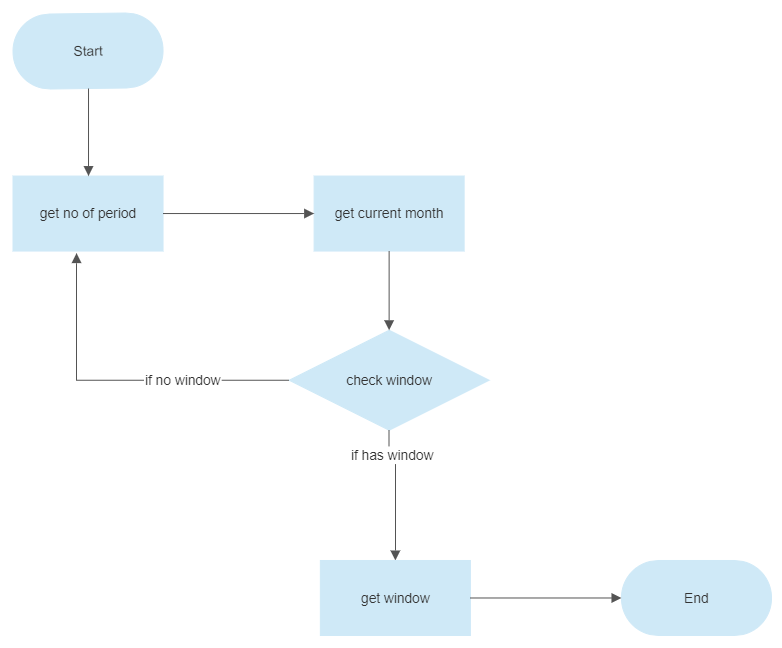 Start
get no of period
get current month
check window
if no window
if has window
get window
End